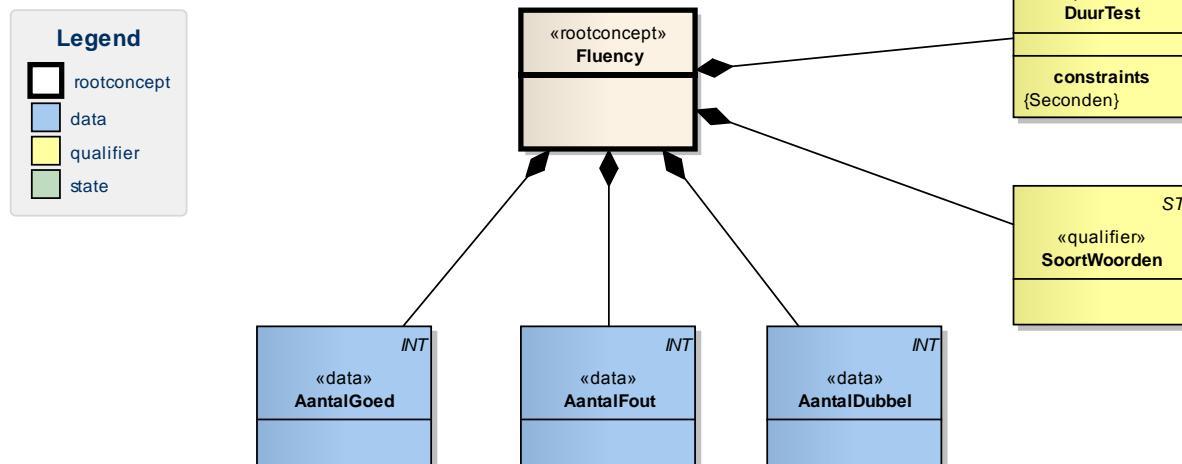 Legend
rootconcept
data
qualifier
state
«rootconcept»
Fluency
DuurTest
constraints
{Seconden}
ST
«qualifier»
SoortWoorden
INT
«data»
AantalGoed
INT
«data»
AantalFout
INT
«data»
AantalDubbel